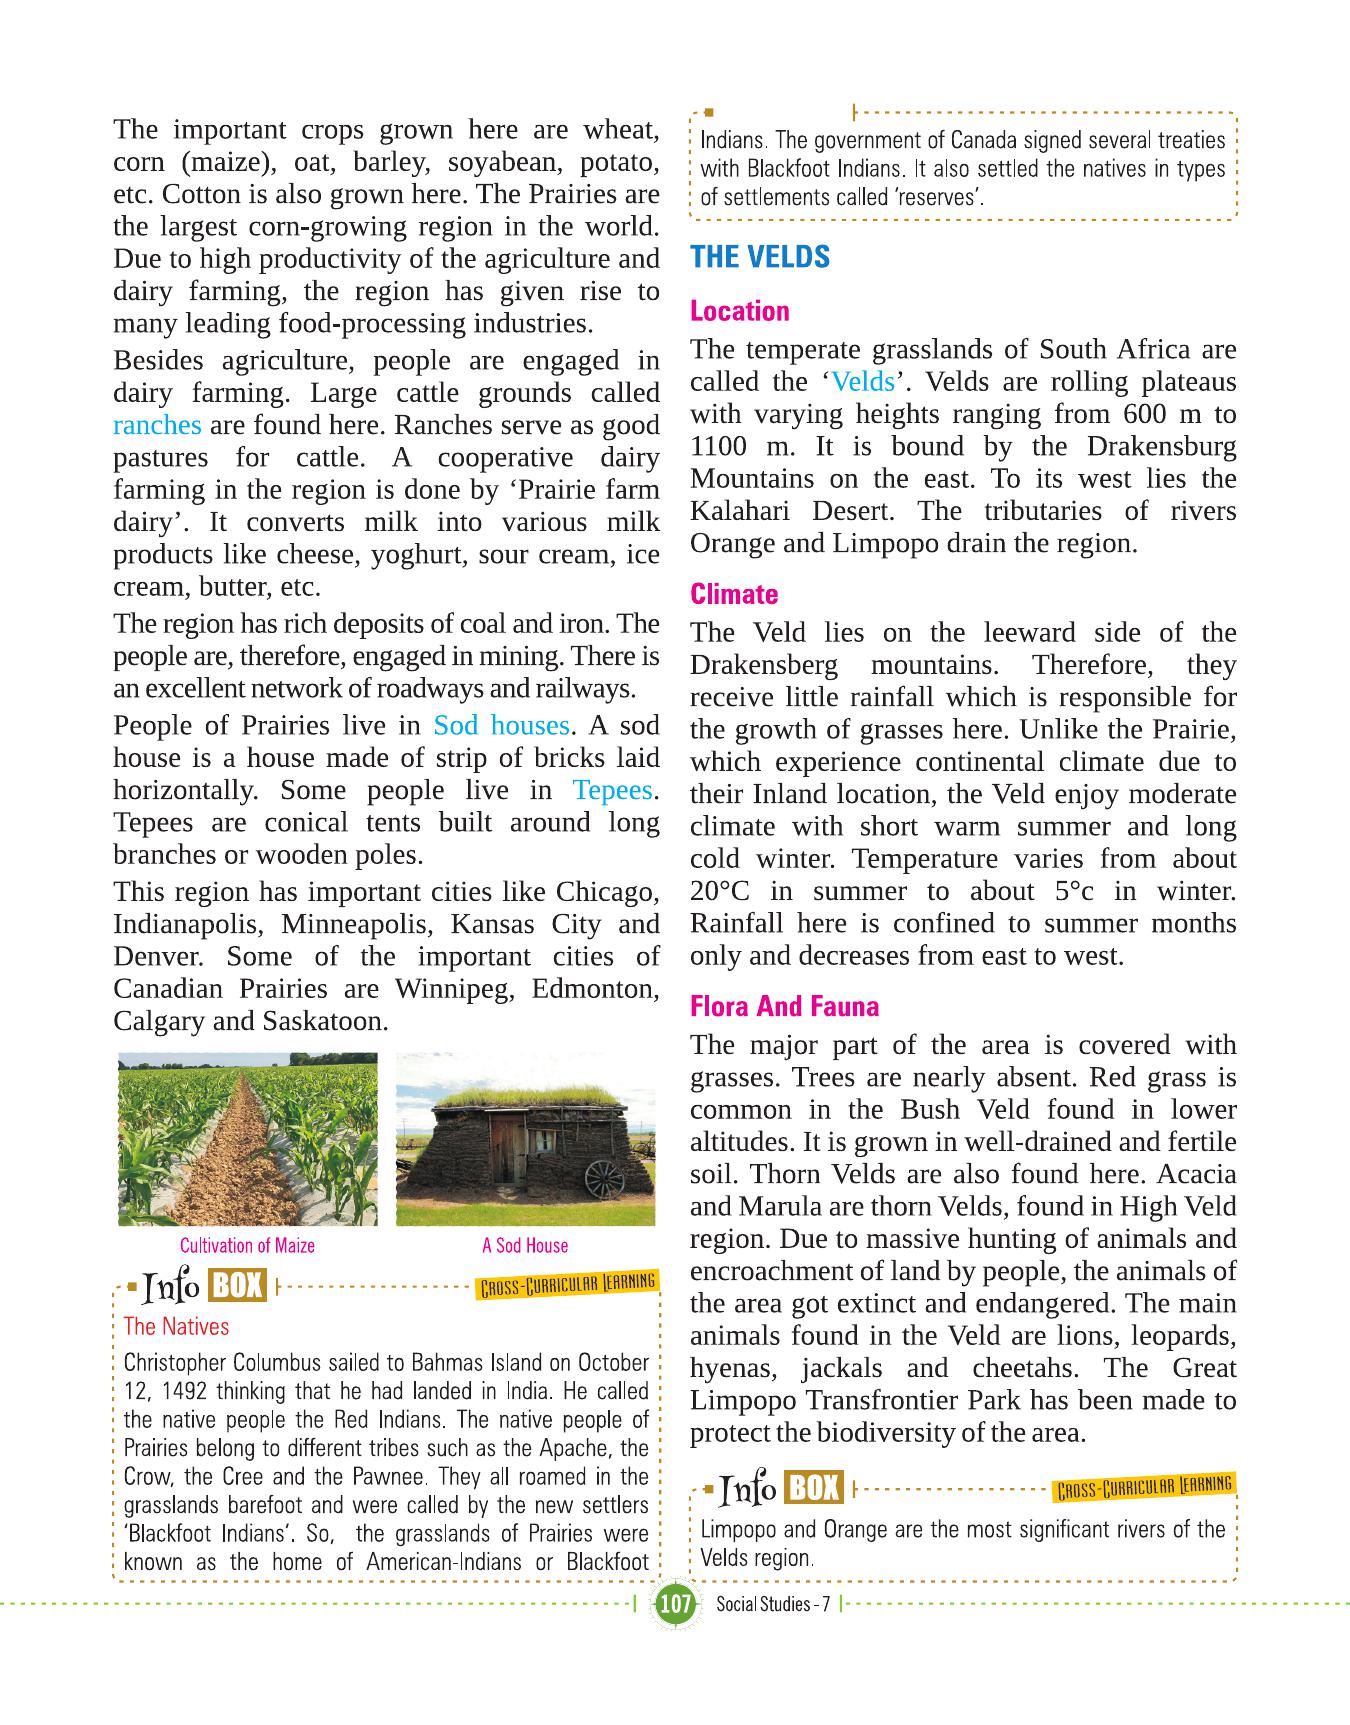 The important crops grown here are wheat,
corn (maize), oat, barley, soyabean, potato,
etc. Cotton is also grown here. The Prairies are
the largest corn-growing region in the world.
Due to high productivity of the agriculture and
dairy farming, the region has given rise to
many leading food-processing industries.
Besides agriculture, people are engaged in
dairy farming. Large cattle grounds called
ranches are found here. Ranches serve as good
pastures for cattle. A cooperative dairy
farming in the region is done by ‘Prairie farm
dairy’. It converts milk into various milk
products like cheese, yoghurt, sour cream, ice
cream, butter, etc.
The region has rich deposits of coal and iron. The
people are, therefore, engaged in mining. There is
an excellent network of roadways and railways.
People of Prairies live in Sod houses. A sod
house is a house made of strip of bricks laid
horizontally. Some people live in Tepees.
Tepees are conical tents built around long
branches or wooden poles.
This region has important cities like Chicago,
Indianapolis, Minneapolis, Kansas City and
Denver. Some of the important cities of
Canadian Prairies are Winnipeg, Edmonton,
Calgary and Saskatoon.
Cultivation of Maize
A Sod House
Info BOX
CROSS-CURRICULAR LEARNING
The Natives
Christopher Columbus sailed to Bahmas Island on October
12, 1492 thinking that he had landed in India. He called
the native people the Red Indians. The native people of
Prairies belong to different tribes such as the Apache, the
Crow, the Cree and the Pawnee. They all roamed in the
grasslands barefoot and were called by the new settlers
‘Blackfoot Indians’. So, the grasslands of Prairies were
known as the home of American-Indians or Blackfoot
Indians. The government of Canada signed several treaties
with Blackfoot Indians. It also settled the natives in types
of settlements called ‘reserves’.
THE VELDS
Location
The temperate grasslands of South Africa are
called the ‘Velds’. Velds are rolling plateaus
with varying heights ranging from 600 m to
1100 m. It is bound by the Drakensburg
Mountains on the east. To its west lies the
Kalahari Desert. The tributaries of rivers
Orange and Limpopo drain the region.
Climate
The Veld lies on the leeward side of the
Drakensberg mountains. Therefore, they
receive little rainfall which is responsible for
the growth of grasses here. Unlike the Prairie,
which experience continental climate due to
their Inland location, the Veld enjoy moderate
climate with short warm summer and long
cold winter. Temperature varies from about
20°C in summer to about 5°c in winter.
Rainfall here is confined to summer months
only and decreases from east to west.
Flora And Fauna
The major part of the area is covered with
grasses. Trees are nearly absent. Red grass is
common in the Bush Veld found in lower
altitudes. It is grown in well-drained and fertile
soil. Thorn Velds are also found here. Acacia
and Marula are thorn Velds, found in High Veld
region. Due to massive hunting of animals and
encroachment of land by people, the animals of
the area got extinct and endangered. The main
animals found in the Veld are lions, leopards,
hyenas, jackals and cheetahs. The Great
Limpopo Transfrontier Park has been made to
protect the biodiversity of the area.
Info BOX
CROSS-CURRICULAR LEARNING
Limpopo and Orange are the most significant rivers of the
Velds region.
107 Social Studies - 7